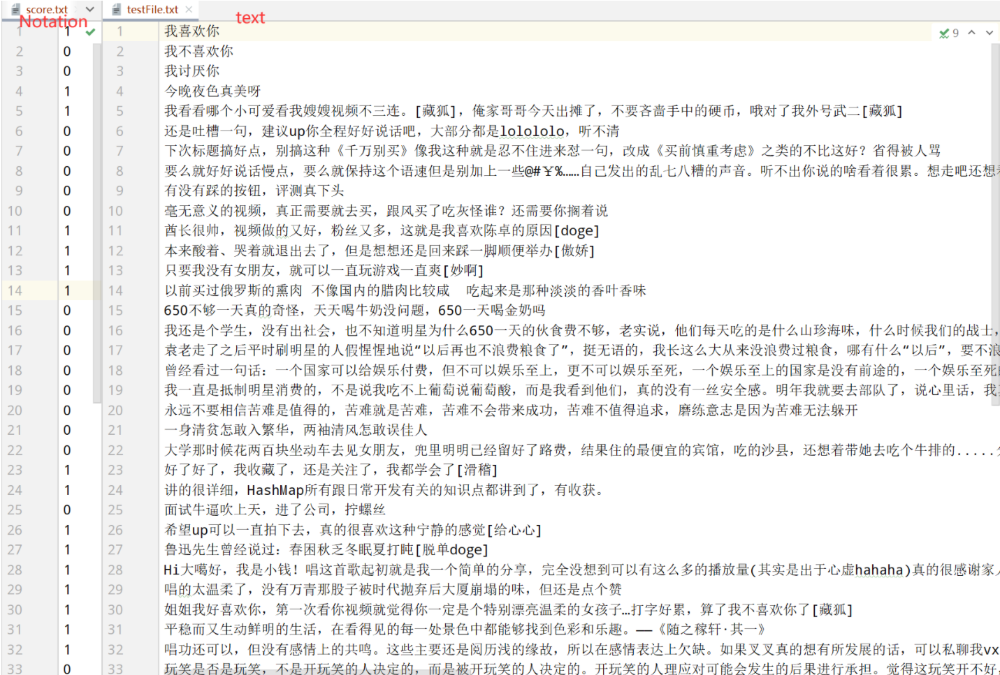 score.txt testFile.txt
Notation text
1 1 1 我喜欢你 9
2 0 2 我不喜欢你
3 0 3 我讨厌你
4 1 4 今晚夜色真美呀
5 1 5 我看看哪个小可爱看我嫂嫂视频不三连。[藏狐]，俺家哥哥今天出摊了，不要吝啬手中的硬币，哦对了我外号武二[藏狐]
6 0 6 还是吐槽一句，建议up你全程好好说话吧，大部分都是lolololo，听不清
7 0 7 下次标题搞好点，别搞这种《千万别买》像我这种就是忍不住进来怼一句，改成《买前慎重考虑》之类的不比这好？省得被人骂
8 0 8 要么就好好说话慢点，要么就保持这个语速但是别加上一些@#￥%……自己发出的乱七八糟的声音。听不出你说的啥看着很累。想走吧还想
9 0 9 有没有踩的按钮，评测真下头
10 0 10 毫无意义的视频，真正需要就去买，跟风买了吃灰怪谁？还需要你搁着说
11 1 11 酋长很帅，视频做的又好，粉丝又多，这就是我喜欢陈卓的原因[doge]
12 1 12 本来酸着、哭着就退出去了，但是想想还是回来踩一脚顺便举办[傲娇]
13 1 13 只要我没有女朋友，就可以一直玩游戏一直爽[妙啊]
14 1 14 以前买过俄罗斯的熏肉 不像国内的腊肉比较咸  吃起来是那种淡淡的香叶香味
15 0 15 650不够一天真的奇怪，天天喝牛奶没问题，650一天喝金奶吗
16 0 16 我还是个学生，没有出社会，也不知道明星为什么650一天的伙食费不够，老实说，他们每天吃的是什么山珍海味，什么时候我们的战士，
17 0 17 袁老走了之后平时刷明星的人假惺惺地说“以后再也不浪费粮食了”，挺无语的，我长这么大从来没浪费过粮食，哪有什么“以后”，要不浪
18 0 18 曾经看过一句话：一个国家可以给娱乐付费，但不可以娱乐至上，更不可以娱乐至死，一个娱乐至上的国家是没有前途的，一个娱乐至死
19 0 19 我一直是抵制明星消费的，不是说我吃不上葡萄说葡萄酸，而是我看到他们，真的没有一丝安全感。明年我就要去部队了，说心里话，我
20 0 20 永远不要相信苦难是值得的，苦难就是苦难，苦难不会带来成功，苦难不值得追求，磨练意志是因为苦难无法躲开
21 0 21 一身清贫怎敢入繁华，两袖清风怎敢误佳人
22 0 22 大学那时候花两百块坐动车去见女朋友，兜里明明已经留好了路费，结果住的最便宜的宾馆，吃的沙县，还想着带她去吃个牛排的.....
23 1 23 好了好了，我收藏了，还是关注了，我都学会了[滑稽]
24 1 24 讲的很详细，HashMap所有跟日常开发有关的知识点都讲到了，有收获。
25 0 25 面试牛逼吹上天，进了公司，拧螺丝
26 1 26 希望up可以一直拍下去，真的很喜欢这种宁静的感觉[给心心]
27 1 27 鲁迅先生曾经说过：春困秋乏冬眠夏打盹[脱单doge]
28 1 28 Hi大噶好，我是小钱！唱这首歌起初就是我一个简单的分享，完全没想到可以有这么多的播放量(其实是出于心虚hahaha)真的很感谢家
29 1 29 唱的太温柔了，没有万青那股子被时代抛弃后大厦崩塌的味，但还是点个赞
30 1 30 姐姐我好喜欢你，第一次看你视频就觉得你一定是个特别漂亮温柔的女孩子…打字好累，算了我不喜欢你了[藏狐]
31 1 31 平稳而又生动鲜明的生活，在看得见的每一处景色中都能够找到色彩和乐趣。——《随之稼轩·其一》
32 1 32 唱功还可以，但没有感情上的共鸣。这些主要还是阅历浅的缘故，所以在感情表达上欠缺。如果叉叉真的想有所发展的话，可以私聊我vx
33 0 33 玩笑是否是玩笑，不是开玩笑的人决定的，而是被开玩笑的人决定的。开玩笑的人理应对可能会发生的后果进行承担。觉得这玩笑开不好，